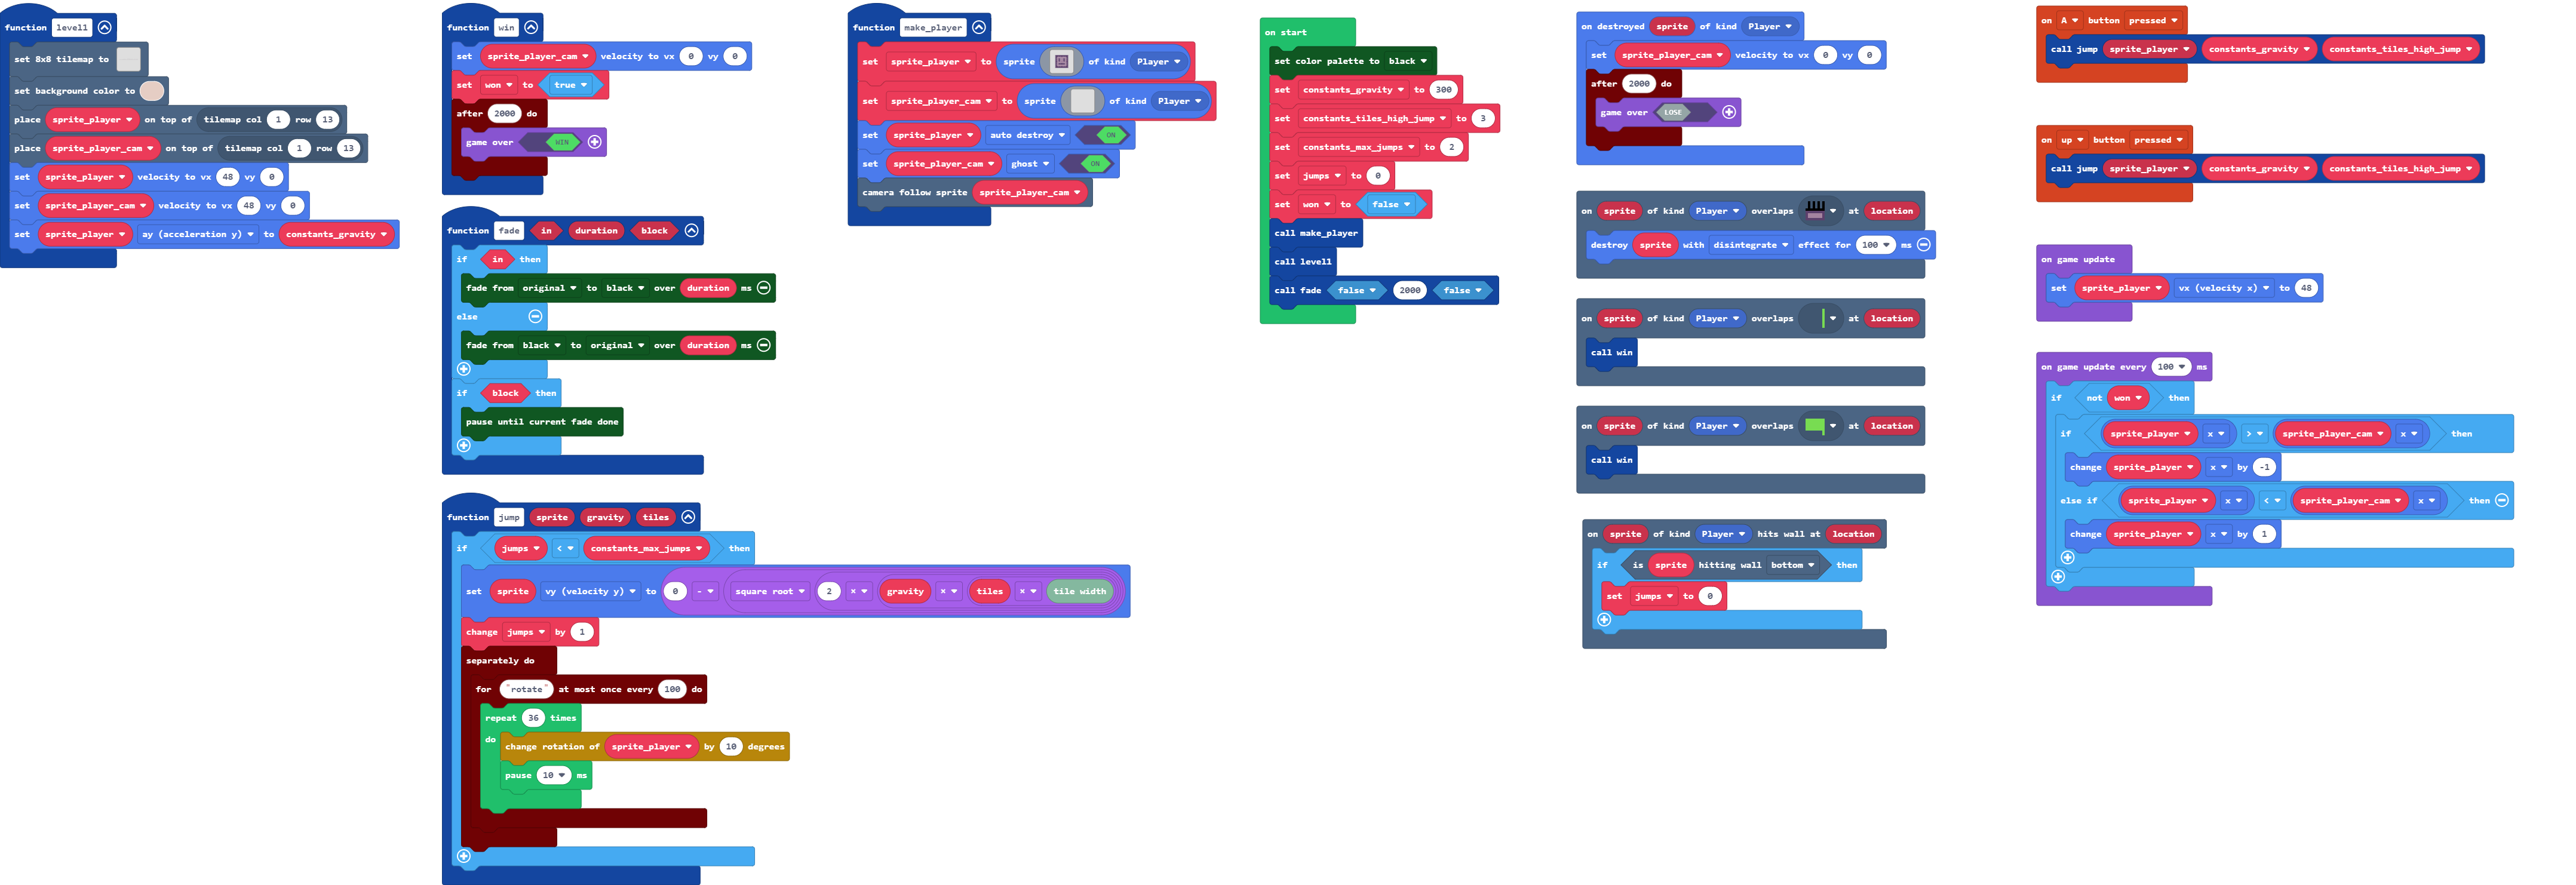 function level1
set 8x8 tilemap to
set background color to
place sprite_player on top of tilemap col 1 row 13
place sprite_player_cam on top of tilemap col 1 row 13
set sprite_player velocity to vx 48 vy 0
set sprite_player_cam velocity to vx 48 vy 0
set sprite_player ay (acceleration y) to constants_gravity
function win
set sprite_player_cam velocity to vx 0 vy 0
set won to true
after 2000 do
game over WIN
function fade in duration block
if in then
fade from original to black over duration ms
else
fade from black to original over duration ms
if block then
pause until current fade done
function jump sprite gravity tiles
if jumps < constants_max_jumps then
set sprite vy (velocity y) to 0 - square root 2 × gravity × tiles × tile width
change jumps by 1
separately do
for "rotate" at most once every 100 do
repeat 36 times
do
change rotation of sprite_player by 10 degrees
pause 10 ms
function make_player
set sprite_player to sprite of kind Player
set sprite_player_cam to sprite of kind Player
set sprite_player auto destroy ON
set sprite_player_cam ghost ON
camera follow sprite sprite_player_cam
on start
set color palette to black
set constants_gravity to 300
set constants_tiles_high_jump to 3
set constants_max_jumps to 2
set jumps to 0
set won to false
call make_player
call level1
call fade false 2000 false
on destroyed sprite of kind Player
set sprite_player_cam velocity to vx 0 vy 0
after 2000 do
game over LOSE
on sprite of kind Player overlaps at location
destroy sprite with disintegrate effect for 100 ms
on sprite of kind Player overlaps at location
call win
on sprite of kind Player overlaps at location
call win
on sprite of kind Player hits wall at location
if is sprite hitting wall bottom then
set jumps to 0
on A button pressed
call jump sprite_player constants_gravity constants_tiles_high_jump
on up button pressed
call jump sprite_player constants_gravity constants_tiles_high_jump
on game update
set sprite_player vx (velocity x) to 48
on game update every 100 ms
if not won then
if sprite_player x > sprite_player_cam x then
change sprite_player x by -1
else if sprite_player x < sprite_player_cam x then
change sprite_player x by 1